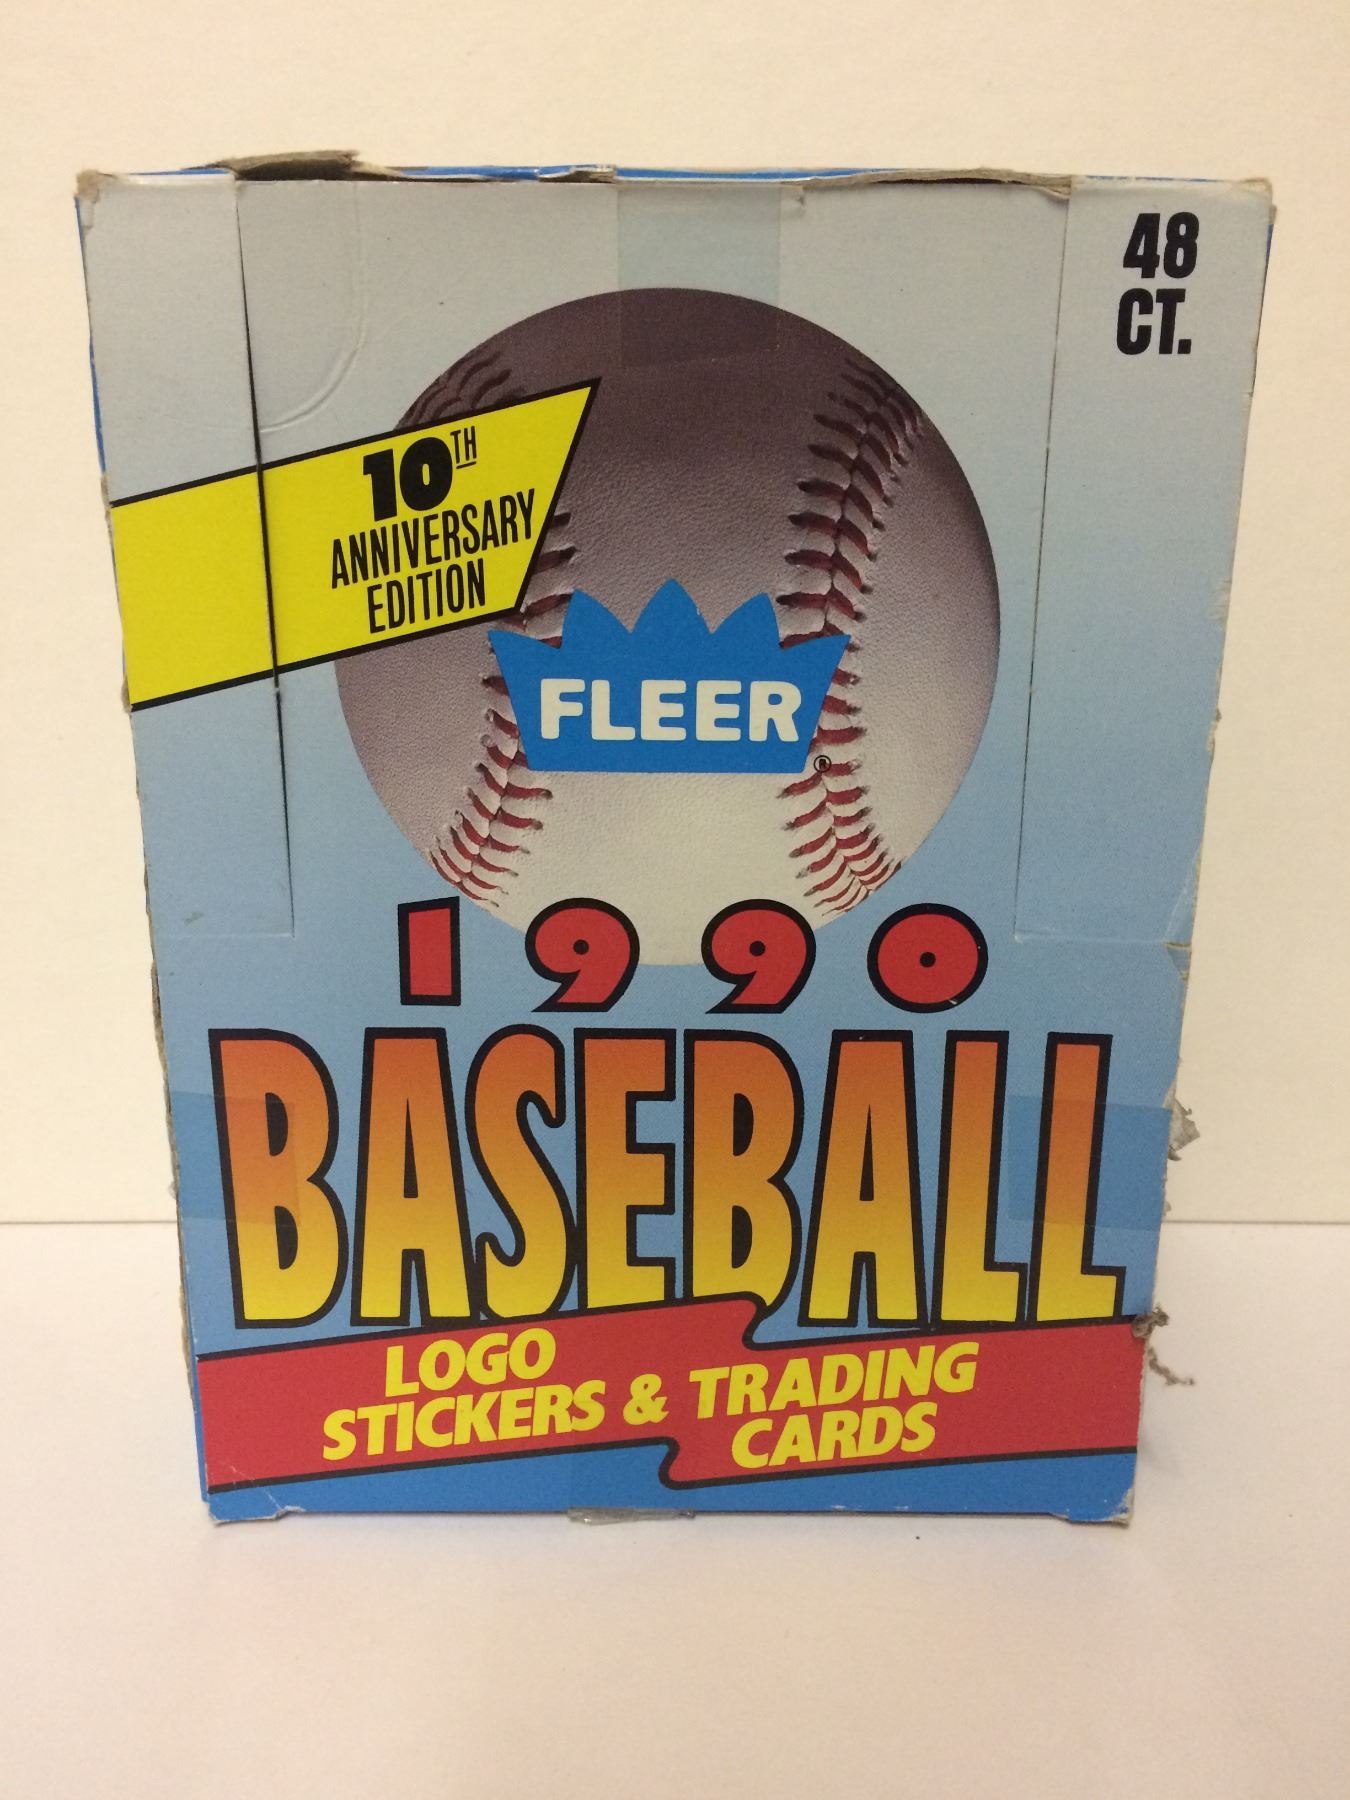 48
CT.
10TH
ANNIVERSARY
EDITION
FLEER
®
1990
BASEBALL
LOGO
STICKERS & TRADING
CARDS